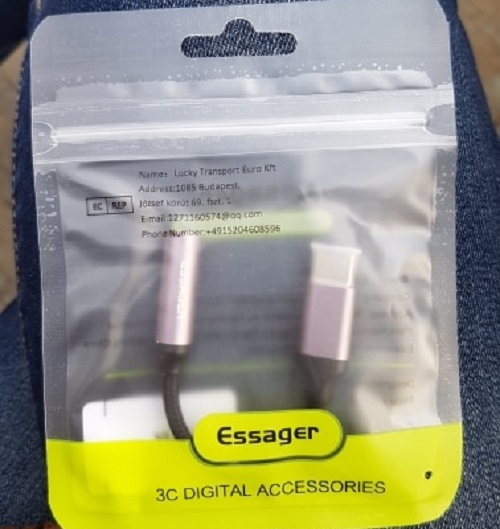 Name: Lucky Transport Euro Kft
Address:1085 Budapest,
EC REP
József körút 69. fszt. 1
E-mail:1271160574@qq.com
Phone Number:+4915204608596
Essager
3C DIGITAL ACCESSORIES